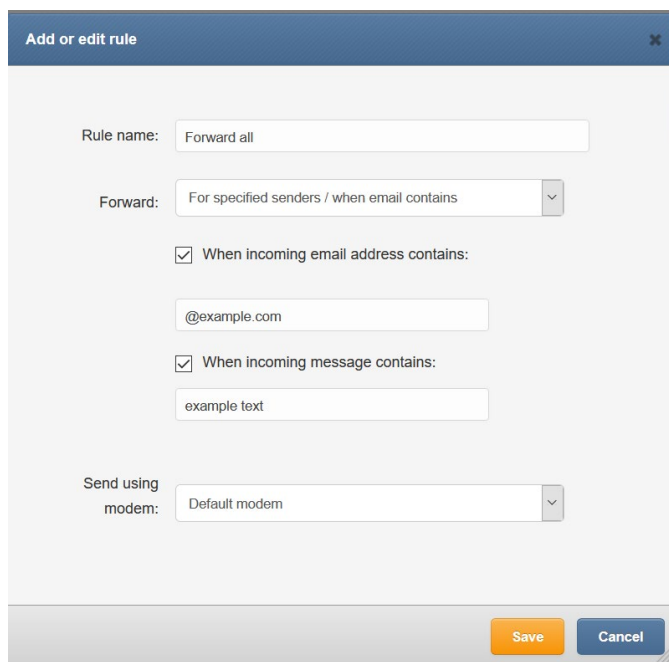 Add or edit rule
Rule name:
Forward all
Forward:
For specified senders / when email contains
When incoming email address contains:
@example.com
When incoming message contains:
example text
Send using
modem:
Default modem
Save
Cancel